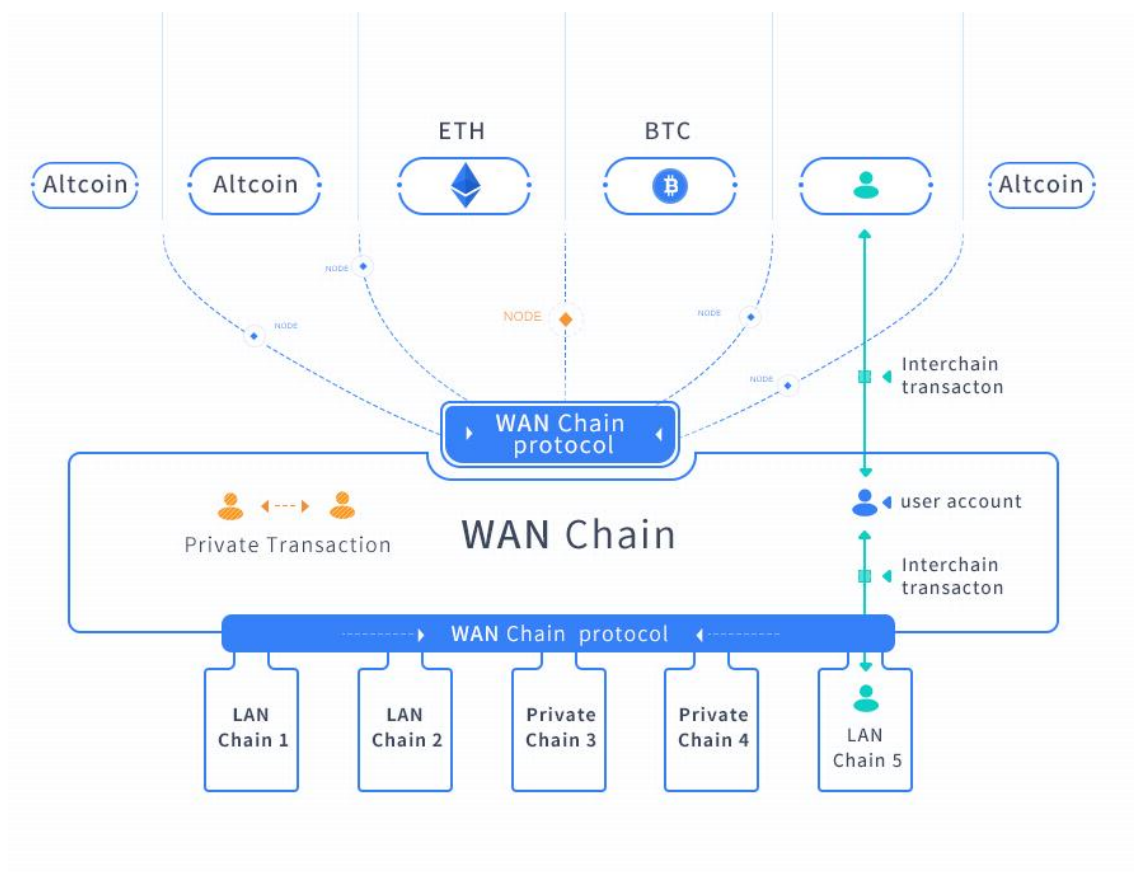 ETH
BTC
Altcoin
Altcoin
Altcoin
NODE
NODE
NODE
NODE
NODE
Interchain
transacton
WAN Chain
protocol
user account
Private Transaction
WAN Chain
Interchain
transacton
WAN Chain protocol
LAN
Chain 1
LAN
Chain 2
Private
Chain 3
Private
Chain 4
LAN
Chain 5